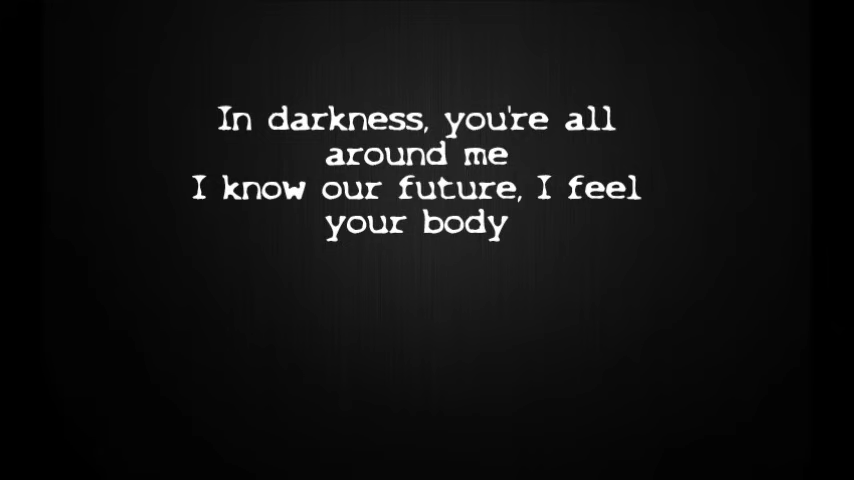 In darkness, you're all
around me
I know our future, I feel
your body